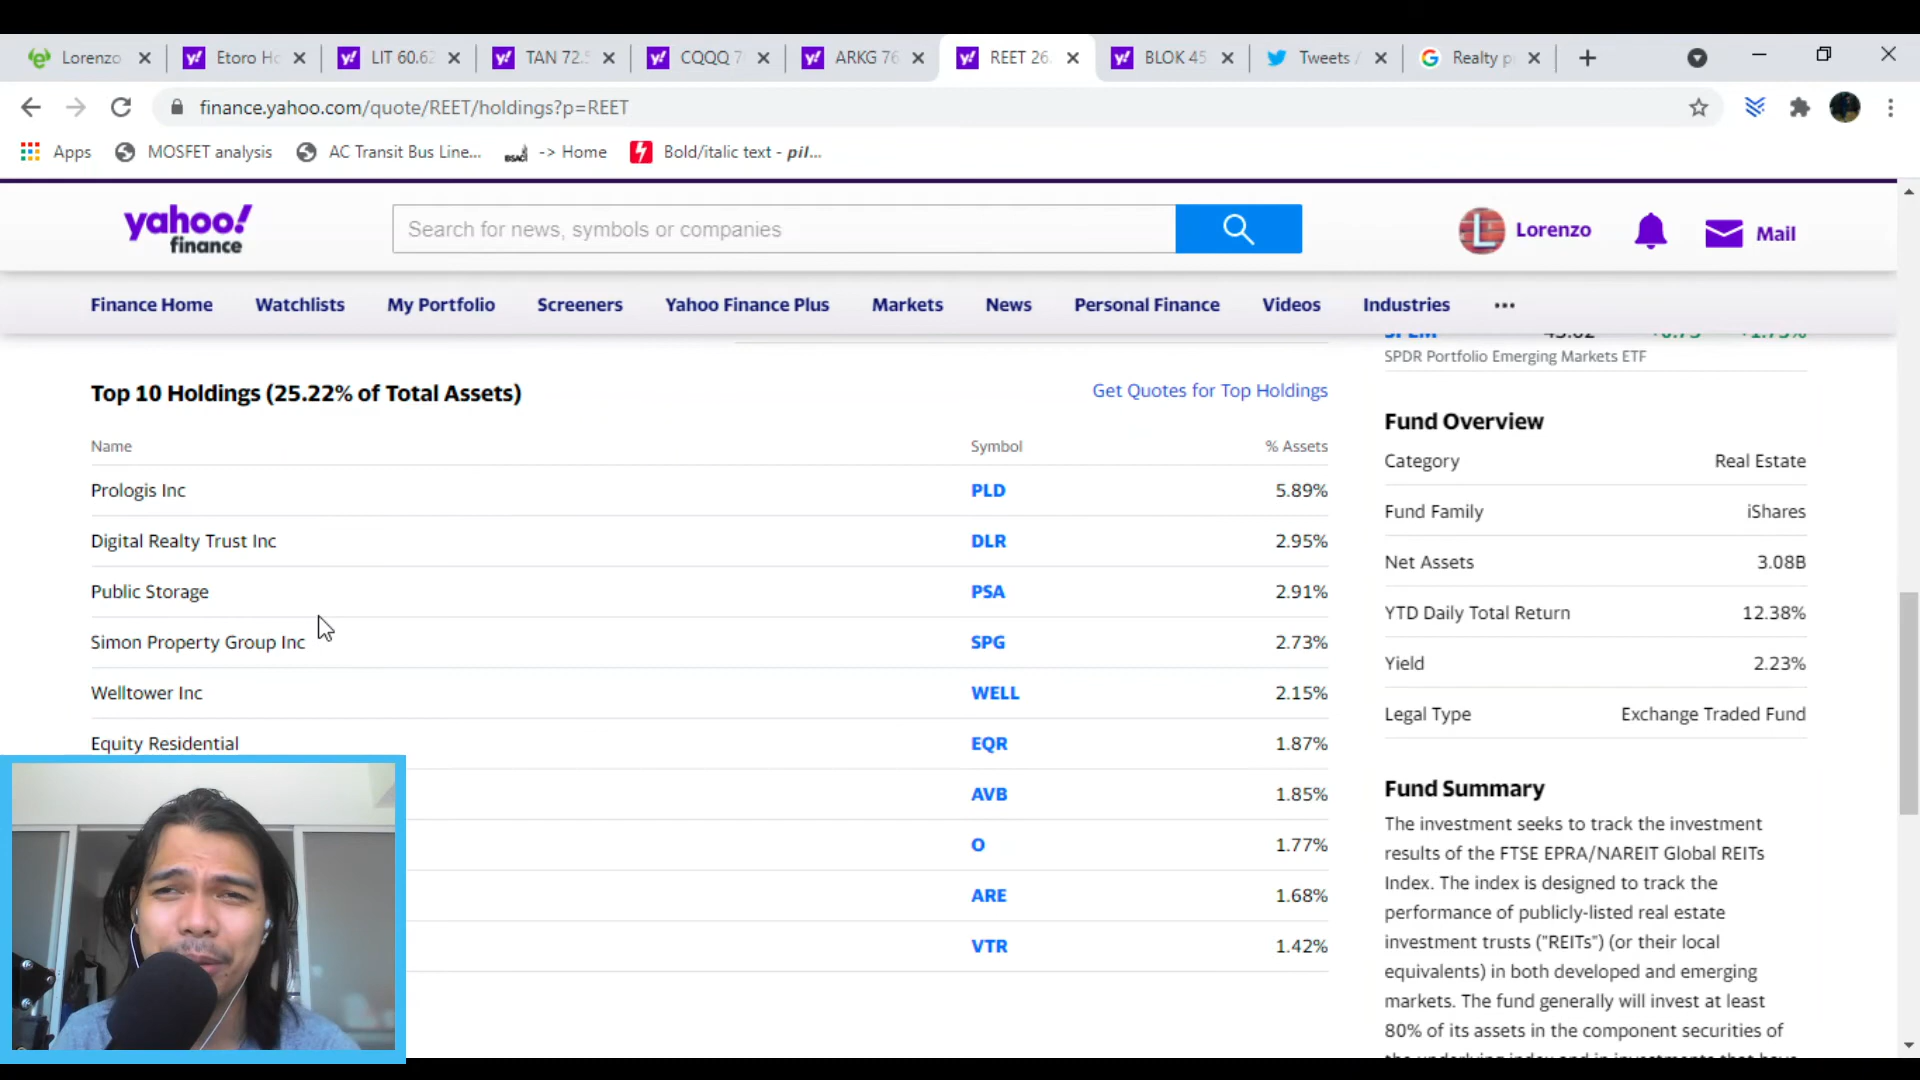 Lorenzo
Etoro Ho
LIT 60.62
TAN 72.5
CQQQ 7
ARKG 76
REET 26.
BLOK 45
Tweets /
Realty p
finance.yahoo.com/quote/REET/holdings?p=REET
Apps
MOSFET analysis
AC Transit Bus Line...
BSAC
-> Home
Bold/italic text - pil...
yahoo!
finance
Search for news, symbols or companies
L
Lorenzo
Mail
Finance Home
Watchlists
My Portfolio
Screeners
Yahoo Finance Plus
Markets
News
Personal Finance
Videos
Industries
...
SPDR Portfolio Emerging Markets ETF
Top 10 Holdings (25.22% of Total Assets)
Get Quotes for Top Holdings
Name Symbol % Assets
Prologis Inc PLD 5.89%
Digital Realty Trust Inc DLR 2.95%
Public Storage PSA 2.91%
Simon Property Group Inc SPG 2.73%
Welltower Inc WELL 2.15%
Equity Residential EQR 1.87%
AVB 1.85%
O 1.77%
ARE 1.68%
VTR 1.42%
Fund Overview
Category Real Estate
Fund Family iShares
Net Assets 3.08B
YTD Daily Total Return 12.38%
Yield 2.23%
Legal Type Exchange Traded Fund
Fund Summary
The investment seeks to track the investment
results of the FTSE EPRA/NAREIT Global REITs
Index. The index is designed to track the
performance of publicly-listed real estate
investment trusts ("REITs") (or their local
equivalents) in both developed and emerging
markets. The fund generally will invest at least
80% of its assets in the component securities of